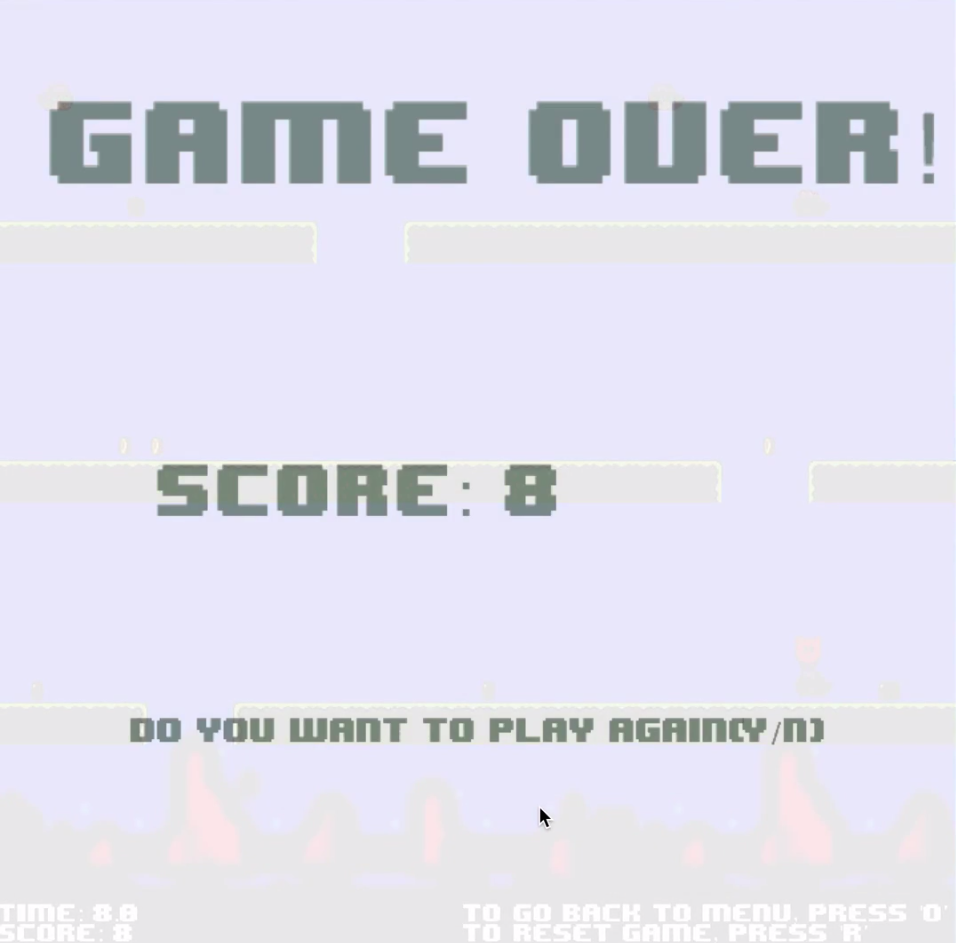 GAME OVER!
SCORE: 8
DO YOU WANT TO PLAY AGAIN(Y/N)
TIME: 8.0
SCORE: 8
TO GO BACK TO MENU, PRESS 'O'
TO RESET GAME, PRESS 'R'